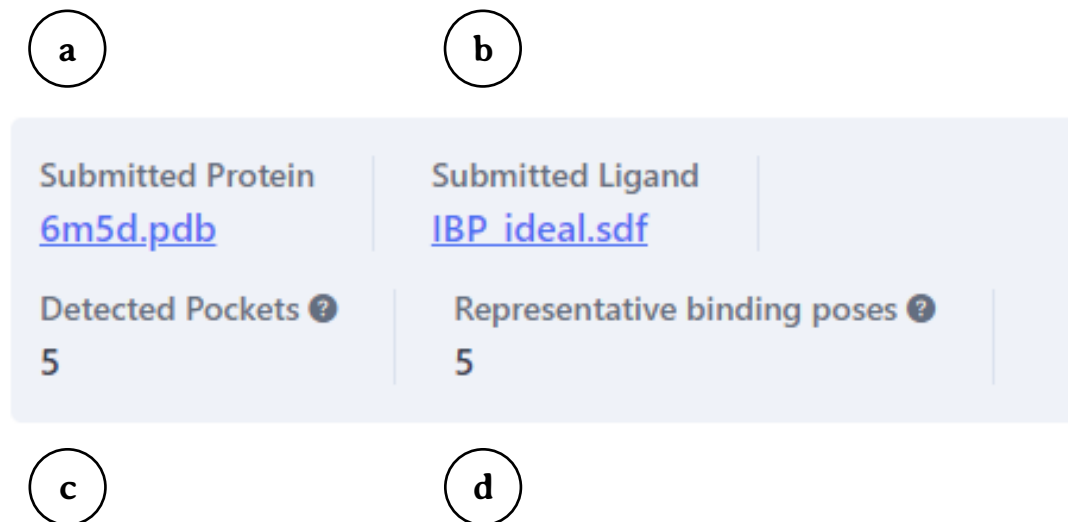 a b
Submitted Protein Submitted Ligand
6m5d.pdb IBP_ideal.sdf
Detected Pockets ? Representative binding poses ?
5 5
c d